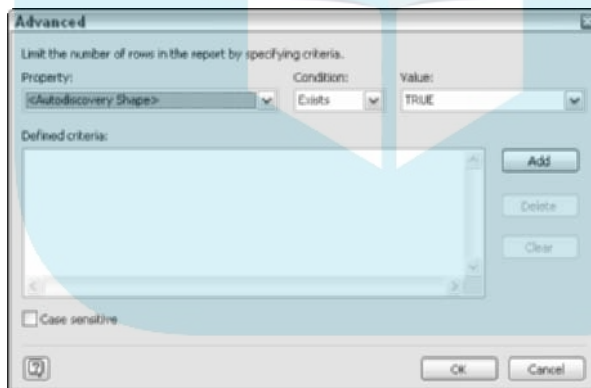 Advanced
Limit the number of rows in the report by specifying criteria.
Property: Condition: Value:
<Autodiscovery Shape> Exists TRUE
Defined criteria:
Add
Delete
Clear
Case sensitive
OK Cancel